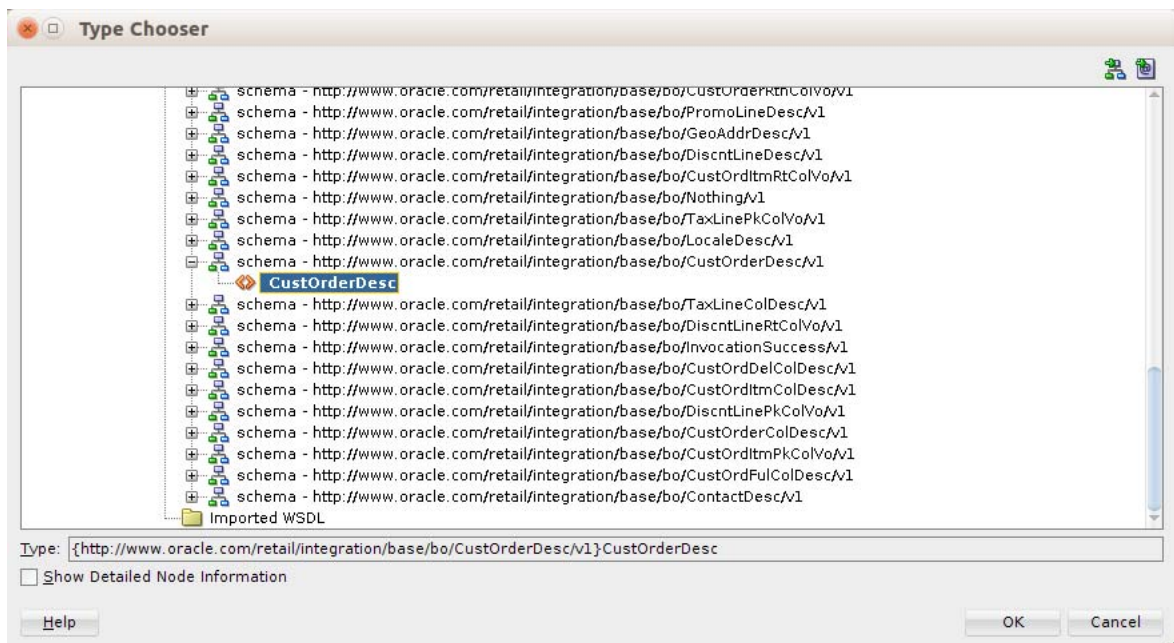 Type Chooser
schema - http://www.oracle.com/retail/integration/base/bo/CustOrderRtnColVo/v1
schema - http://www.oracle.com/retail/integration/base/bo/PromoLineDesc/v1
schema - http://www.oracle.com/retail/integration/base/bo/GeoAddrDesc/v1
schema - http://www.oracle.com/retail/integration/base/bo/DiscntLineDesc/v1
schema - http://www.oracle.com/retail/integration/base/bo/CustOrdItmRtColVo/v1
schema - http://www.oracle.com/retail/integration/base/bo/Nothing/v1
schema - http://www.oracle.com/retail/integration/base/bo/TaxLinePkColVo/v1
schema - http://www.oracle.com/retail/integration/base/bo/LocaleDesc/v1
schema - http://www.oracle.com/retail/integration/base/bo/CustOrderDesc/v1
CustOrderDesc
schema - http://www.oracle.com/retail/integration/base/bo/TaxLineColDesc/v1
schema - http://www.oracle.com/retail/integration/base/bo/DiscntLineRtColVo/v1
schema - http://www.oracle.com/retail/integration/base/bo/InvocationSuccess/v1
schema - http://www.oracle.com/retail/integration/base/bo/CustOrdDelColDesc/v1
schema - http://www.oracle.com/retail/integration/base/bo/CustOrdItmColDesc/v1
schema - http://www.oracle.com/retail/integration/base/bo/DiscntLinePkColVo/v1
schema - http://www.oracle.com/retail/integration/base/bo/CustOrderColDesc/v1
schema - http://www.oracle.com/retail/integration/base/bo/CustOrdItmPkColVo/v1
schema - http://www.oracle.com/retail/integration/base/bo/CustOrdFulColDesc/v1
schema - http://www.oracle.com/retail/integration/base/bo/ContactDesc/v1
Imported WSDL
Type: {http://www.oracle.com/retail/integration/base/bo/CustOrderDesc/v1}CustOrderDesc
Show Detailed Node Information
Help OK Cancel